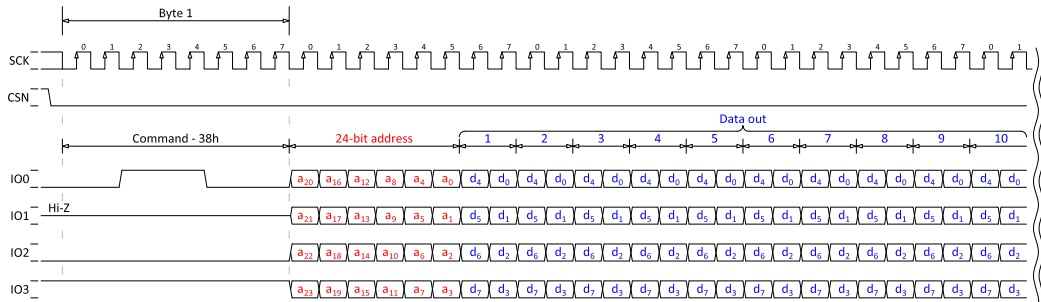 Byte 1
SCK 0 1 2 3 4 5 6 7 0 1 2 3 4 5 6 7 0 1 2 3 4 5 6 7 0 1 2 3 4 5 6 7 0 1
CSN
Data out
Command - 38h 24-bit address 1 2 3 4 5 6 7 8 9 10
IO0 a20 a16 a12 a8 a4 a0 d4 d0 d4 d0 d4 d0 d4 d0 d4 d0 d4 d0 d4 d0 d4 d0 d4 d0 d4 d0
Hi-Z
IO1 a21 a17 a13 a9 a5 a1 d5 d1 d5 d1 d5 d1 d5 d1 d5 d1 d5 d1 d5 d1 d5 d1 d5 d1 d5 d1
IO2 a22 a18 a14 a10 a6 a2 d6 d2 d6 d2 d6 d2 d6 d2 d6 d2 d6 d2 d6 d2 d6 d2 d6 d2 d6 d2
IO3 a23 a19 a15 a11 a7 a3 d7 d3 d7 d3 d7 d3 d7 d3 d7 d3 d7 d3 d7 d3 d7 d3 d7 d3 d7 d3